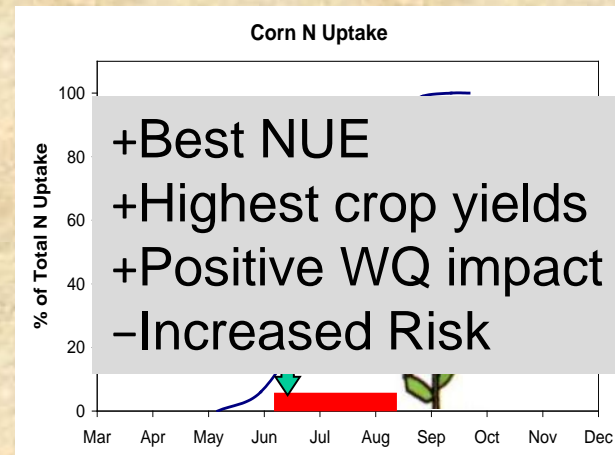 Corn N Uptake
% of Total N Uptake
100
80
60
40
20
0
+Best NUE
+Highest crop yields
+Positive WQ impact
−Increased Risk
Mar Apr May Jun Jul Aug Sep Oct Nov Dec